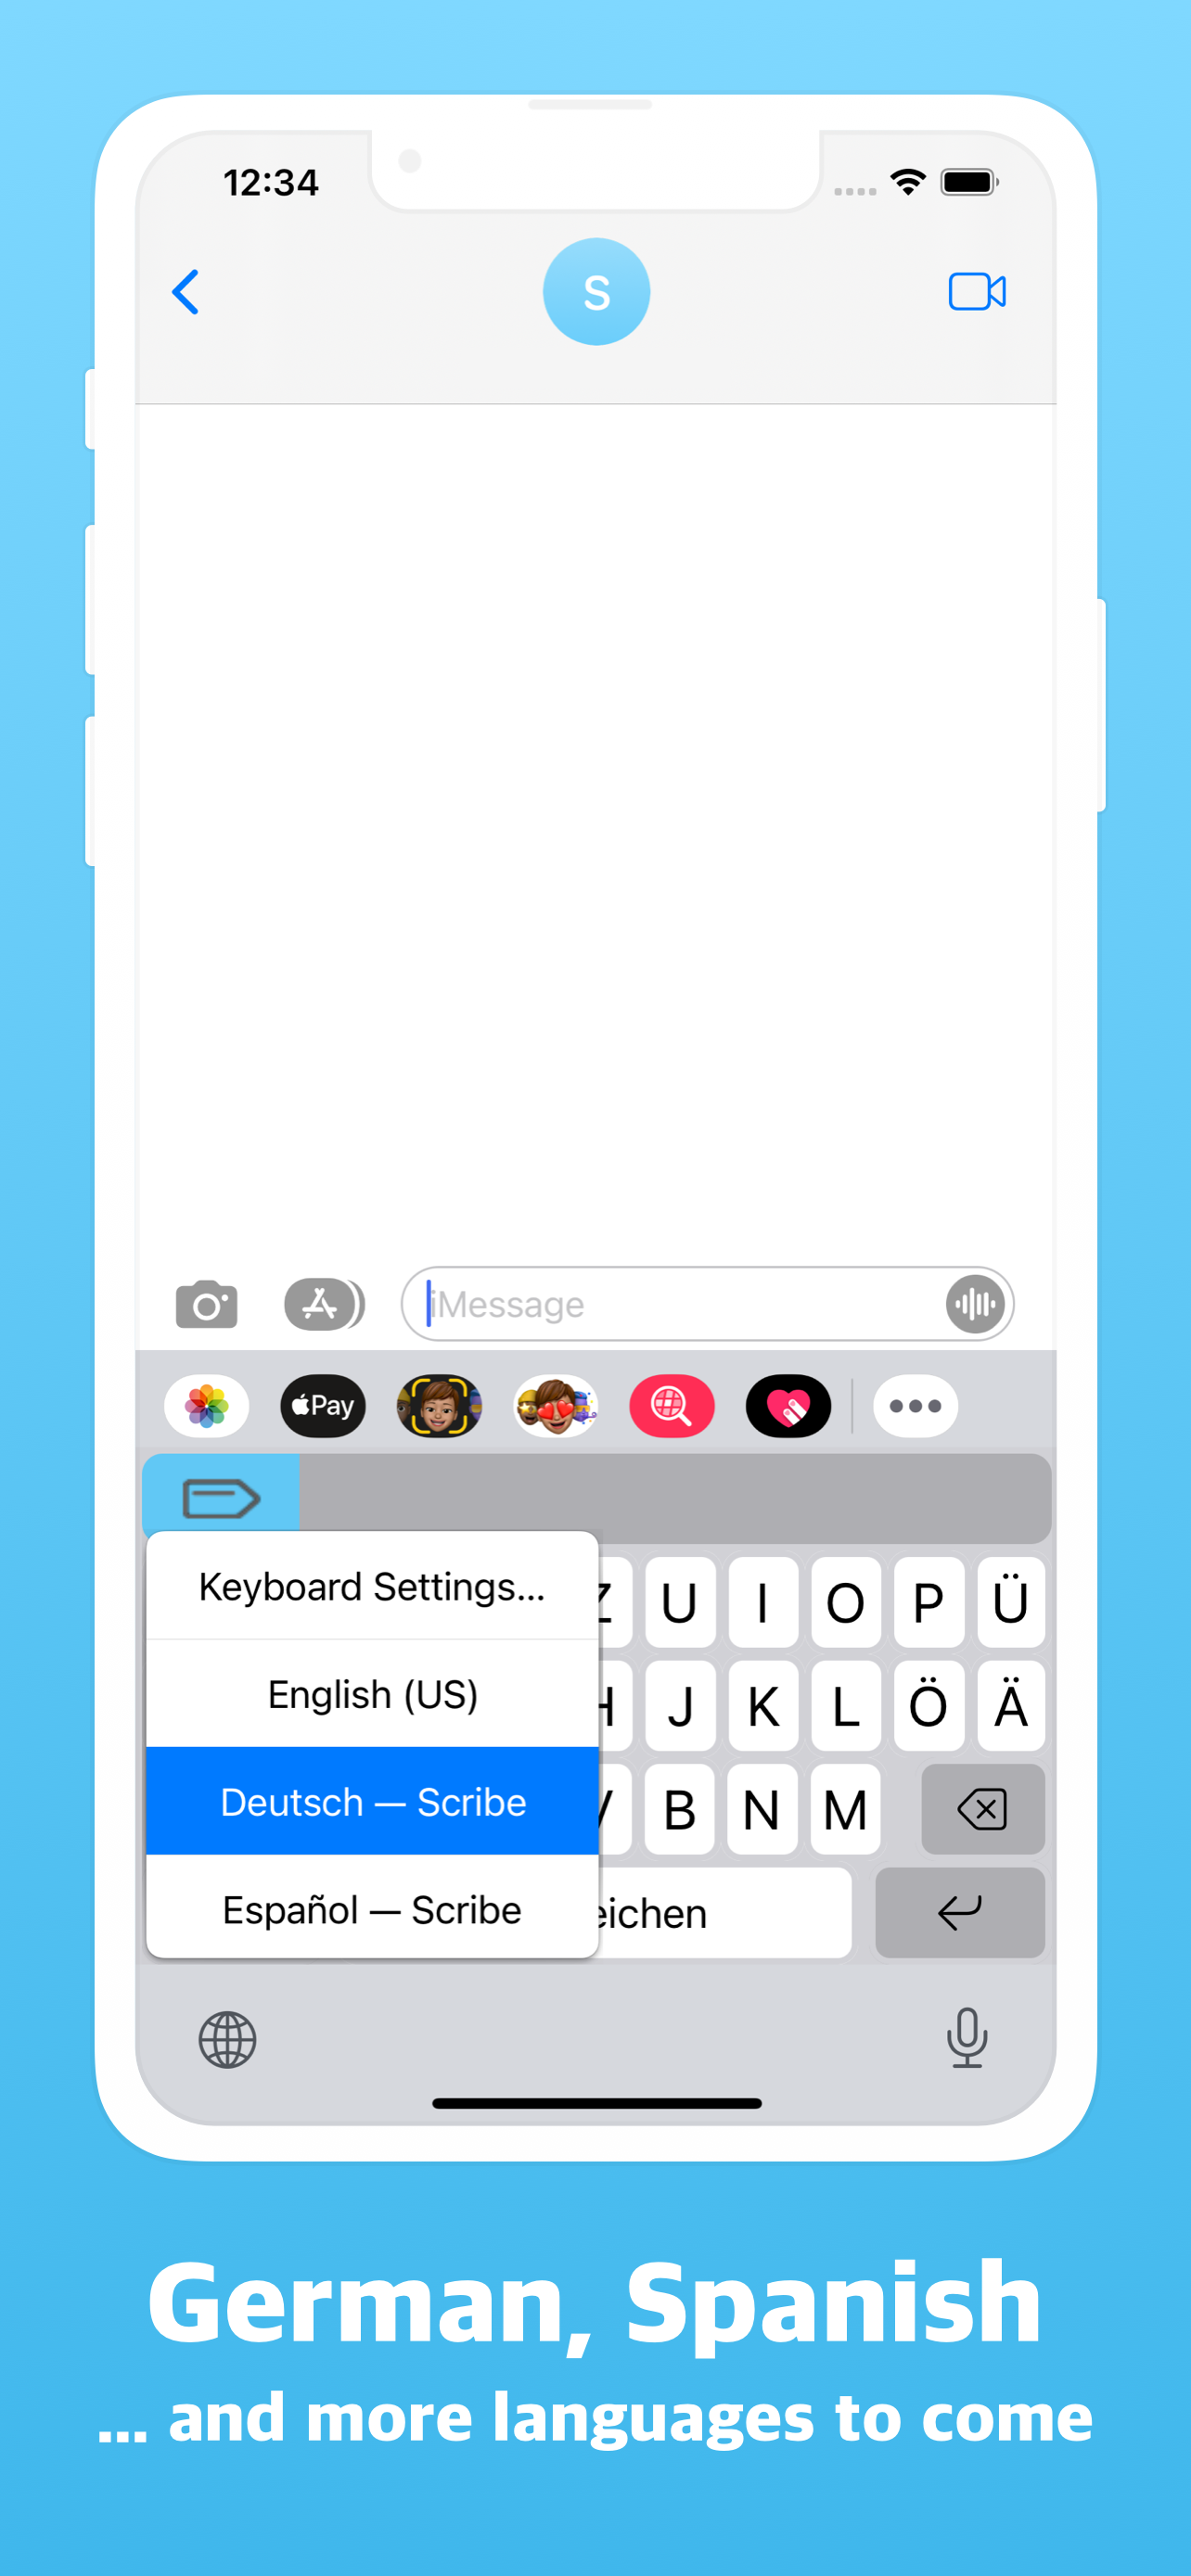 12:34
S
iMessage
Pay
Keyboard Settings...
English (US)
Deutsch — Scribe
Español — Scribe
Z U I O P Ü
H J K L Ö Ä
V B N M
eichen
German, Spanish
... and more languages to come